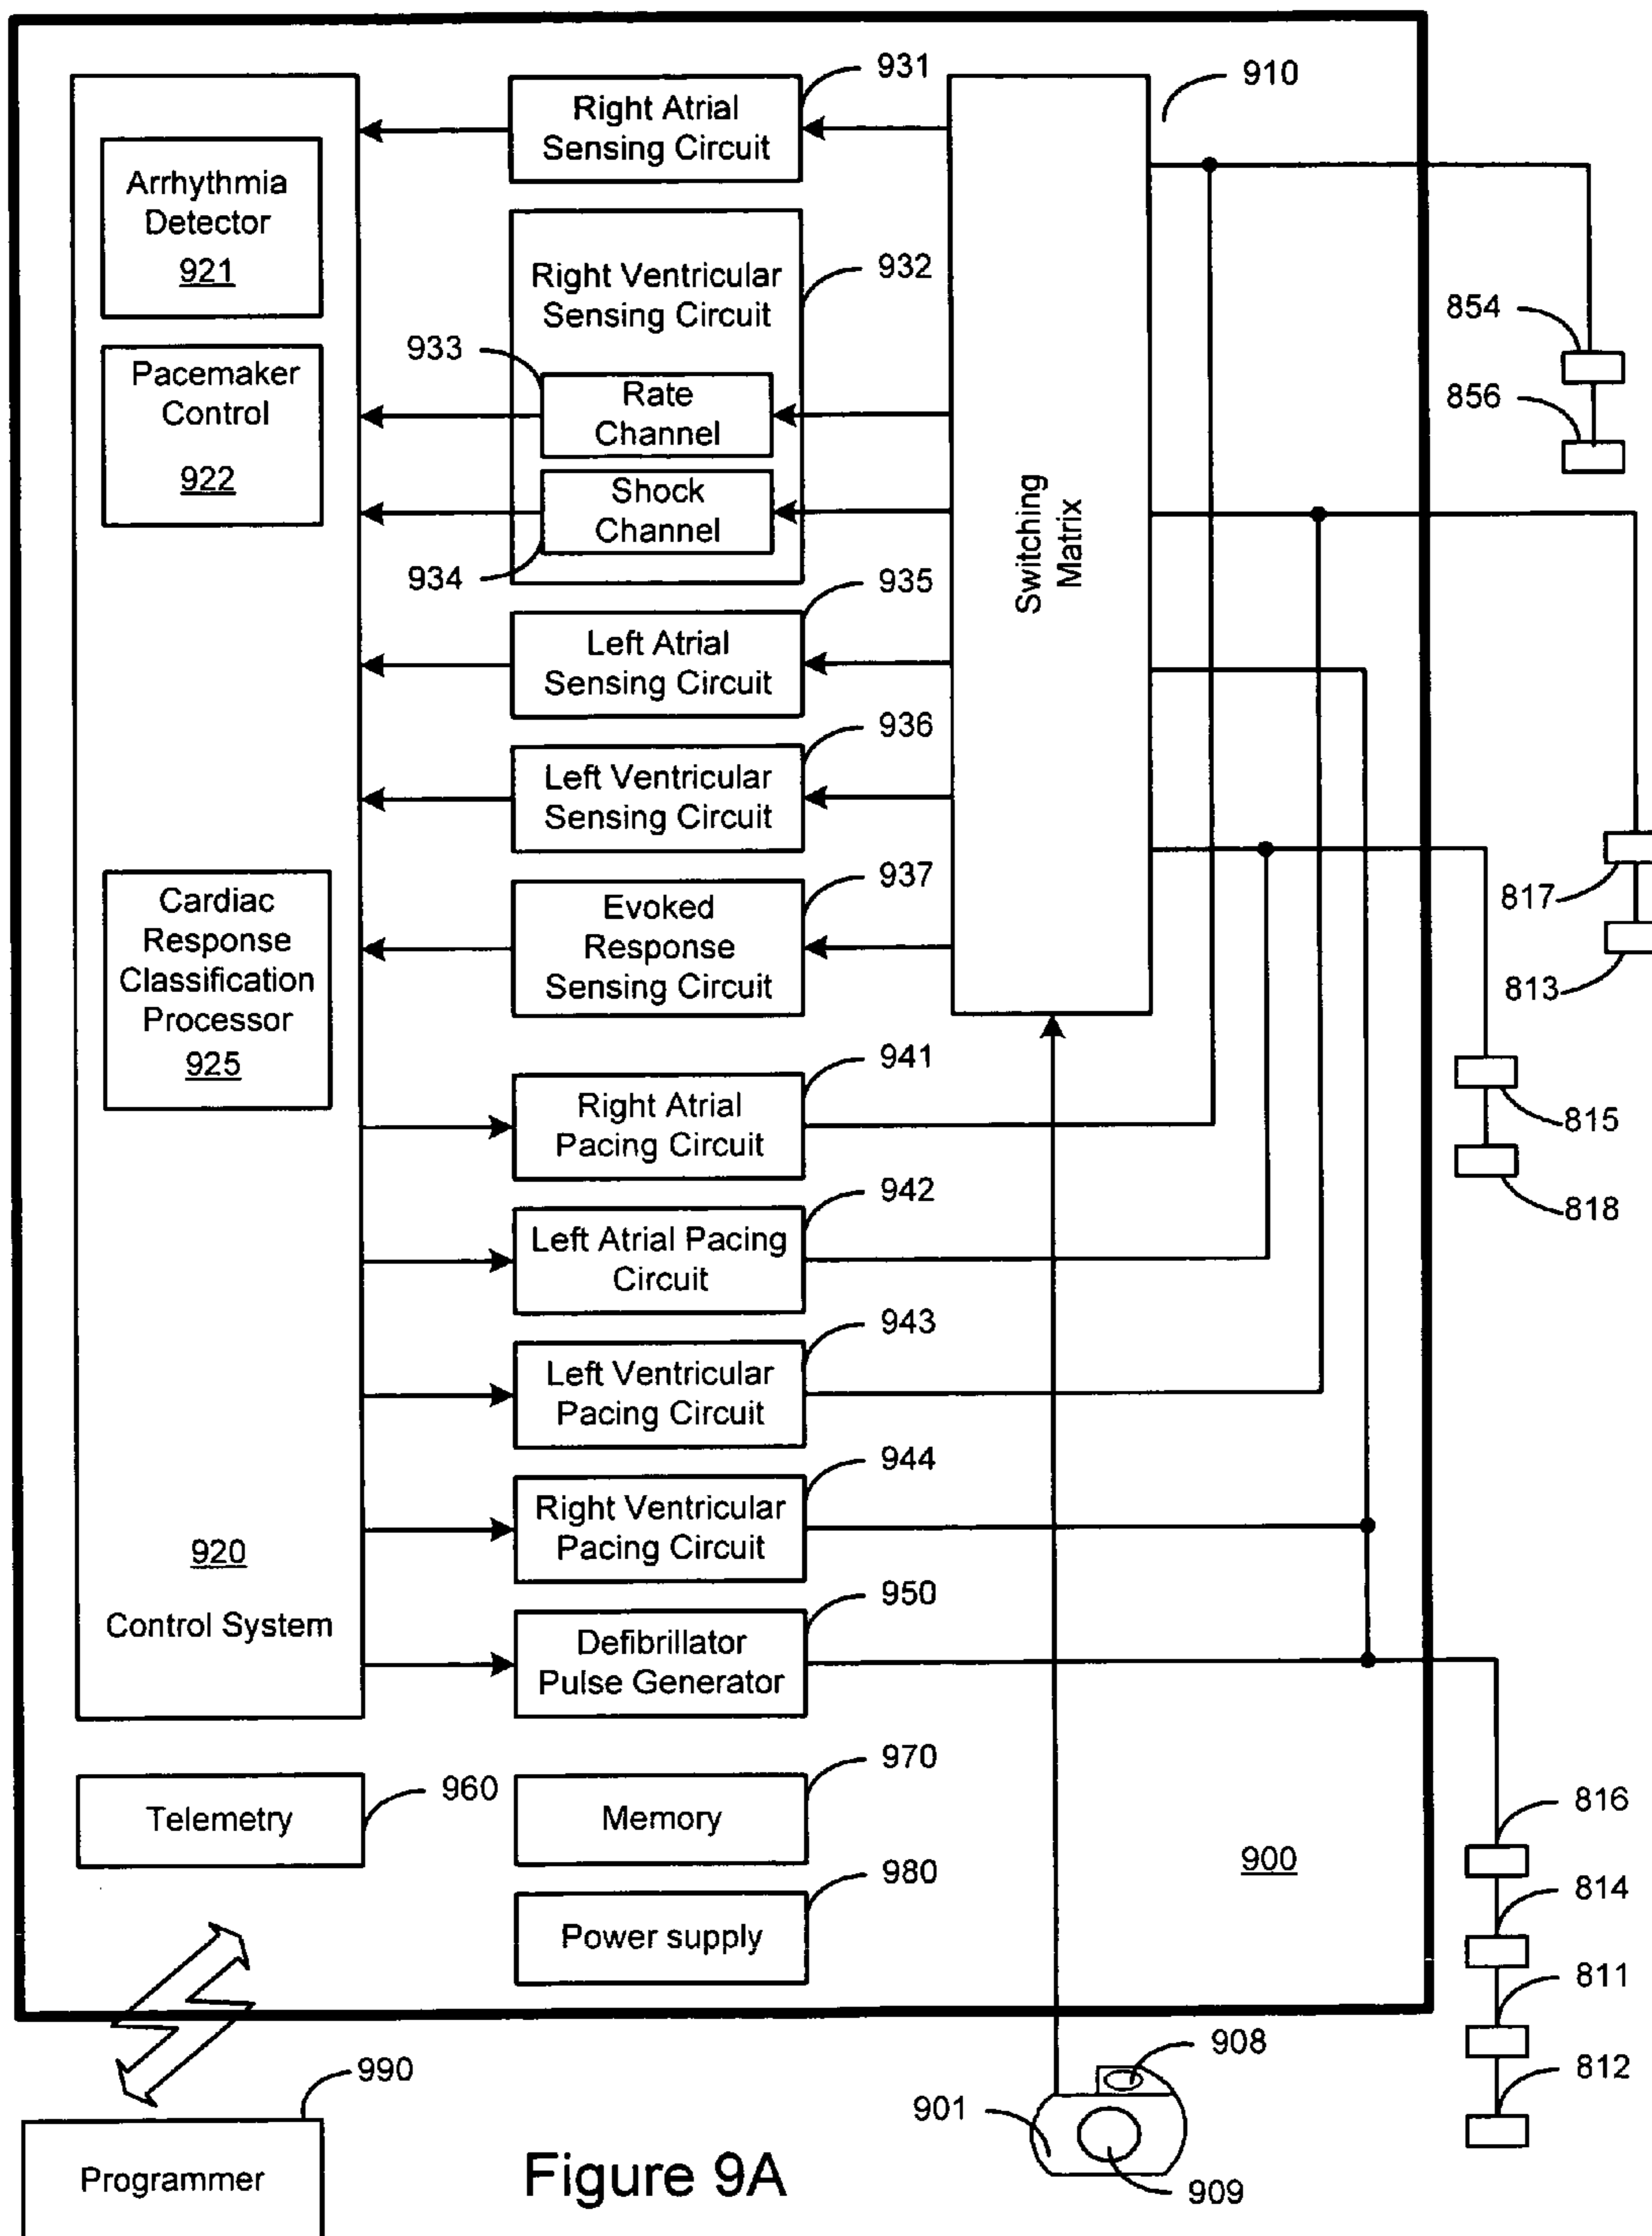 931
910
Right Atrial
Sensing Circuit
Arrhythmia
Detector
921
Right Ventricular
Sensing Circuit
932
854
933
856
Pacemaker
Control
922
Rate
Channel
Shock
Channel
934
Switching
Matrix
935
Left Atrial
Sensing Circuit
936
Left Ventricular
Sensing Circuit
937
817
Cardiac
Response
Classification
Processor
925
Evoked
Response
Sensing Circuit
813
941
Right Atrial
Pacing Circuit
815
942
818
Left Atrial Pacing
Circuit
943
Left Ventricular
Pacing Circuit
944
Right Ventricular
Pacing Circuit
920
Control System
950
Defibrillator
Pulse Generator
970
960
Telemetry
Memory
816
900
980
814
Power supply
811
908
990
812
901
Programmer
Figure 9A
909